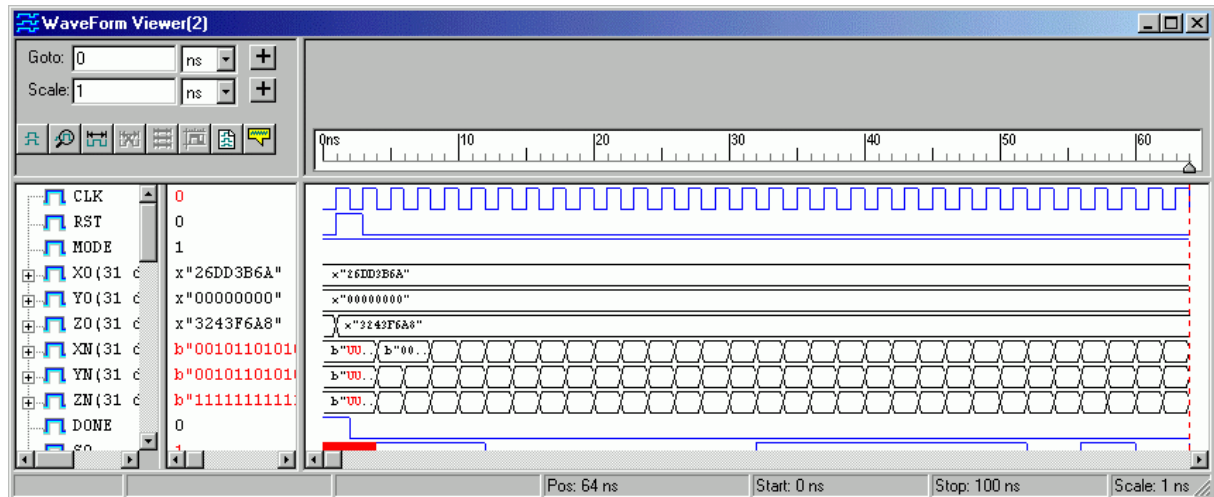 WaveForm Viewer(2)
Goto: 0 ns +
Scale: 1 ns +
0ns 10 20 30 40 50 60
CLK 0
RST 0
MODE 1
X0(31 d x"26DD3B6A" x"26DD3B6A"
Y0(31 d x"00000000" x"00000000"
Z0(31 d x"3243F6A8" x"3243F6A8"
XN(31 d b"00101101010 b"UU.. b"00..
YN(31 d b"00101101010 b"UU..
ZN(31 d b"1111111111 b"UU..
DONE 0
Pos: 64 ns Start: 0 ns Stop: 100 ns Scale: 1 ns